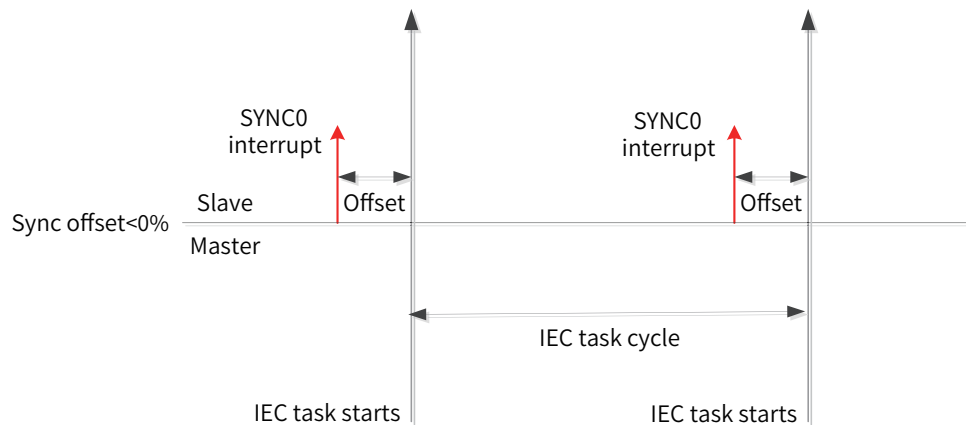 SYNC0
interrupt
SYNC0
interrupt
Slave
Offset
Offset
Sync offset<0%
Master
IEC task cycle
IEC task starts
IEC task starts